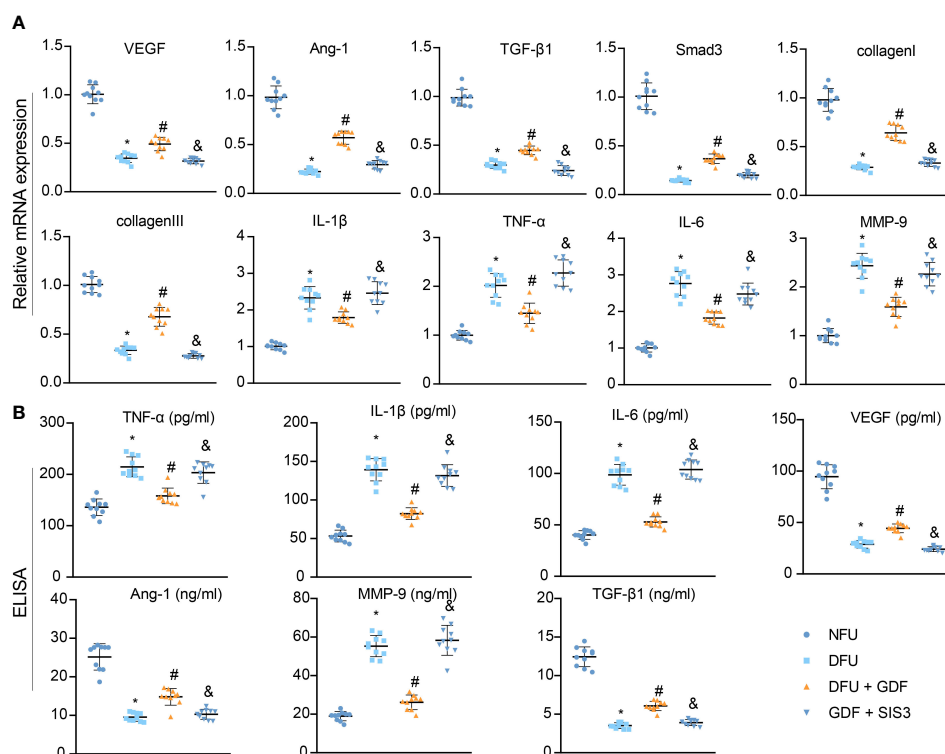 A
VEGF Ang-1 TGF-β1 Smad3 collagenI
1.5 1.5 1.5 1.5 1.5
* # &
* # &
* # &
* # &
* # &
1.0 1.0 1.0 1.0 1.0
0.5 0.5 0.5 0.5 0.5
0.0 0.0 0.0 0.0 0.0
Relative mRNA expression
collagenIII IL-1β TNF-α IL-6 MMP-9
1.5 4 3 4 3
* # &
* # &
* # &
* # &
* # &
1.0 3 2 3 2
0.5 2 1 2 1
0.0 1 0 1 0
0 0
B
TNF-α (pg/ml) IL-1β (pg/ml) IL-6 (pg/ml) VEGF (pg/ml)
300 200 150 150
* # &
* # &
* # &
* # &
200 150 100 100
100 100 50 50
0 50 0 0
0
ELISA
Ang-1 (ng/ml) MMP-9 (ng/ml) TGF-β1 (ng/ml)
40 80 20
* # &
* # &
* # &
30 60 15
20 40 10
10 20 5
0 0 0
NFU
DFU
DFU + GDF
GDF + SIS3